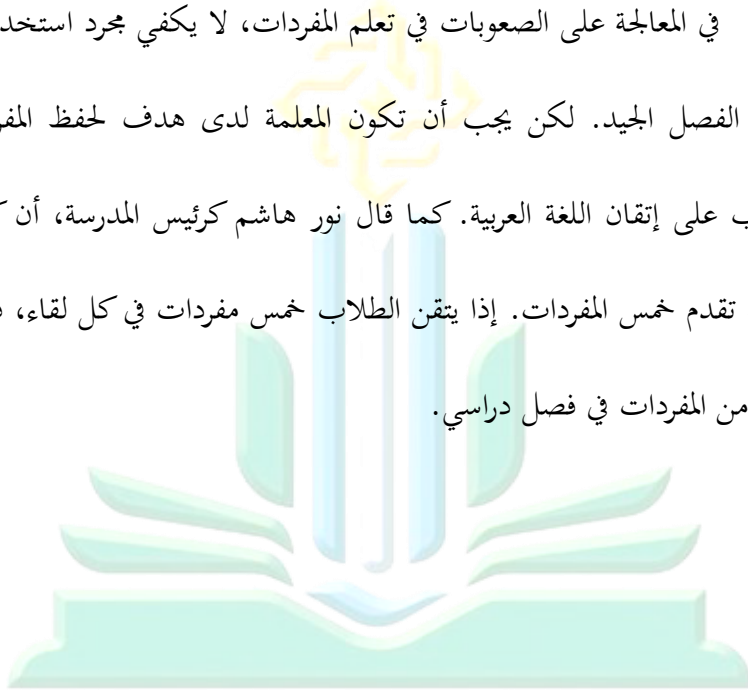 في المعالجة على الصعوبات في تعلم المفردات، لا يكفي مجرد
الفصل الجيد. لكن يجب أن تكون المعلمة لدى هدف لحفظ
على إتقان اللغة العربية. كما قال نور هاشم كرئيس المدرسة، أن
تقدم خمس المفردات. إذا يتقن الطلاب خمس مفردات في كل لقاء،
من المفردات في فصل دراسي.